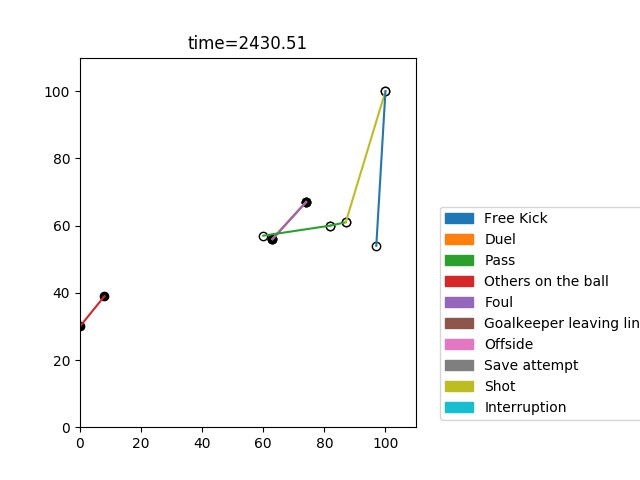 time=2430.51
100
80
60
40
20
0
0 20 40 60 80 100
Free Kick
Duel
Pass
Others on the ball
Foul
Goalkeeper leaving lin
Offside
Save attempt
Shot
Interruption